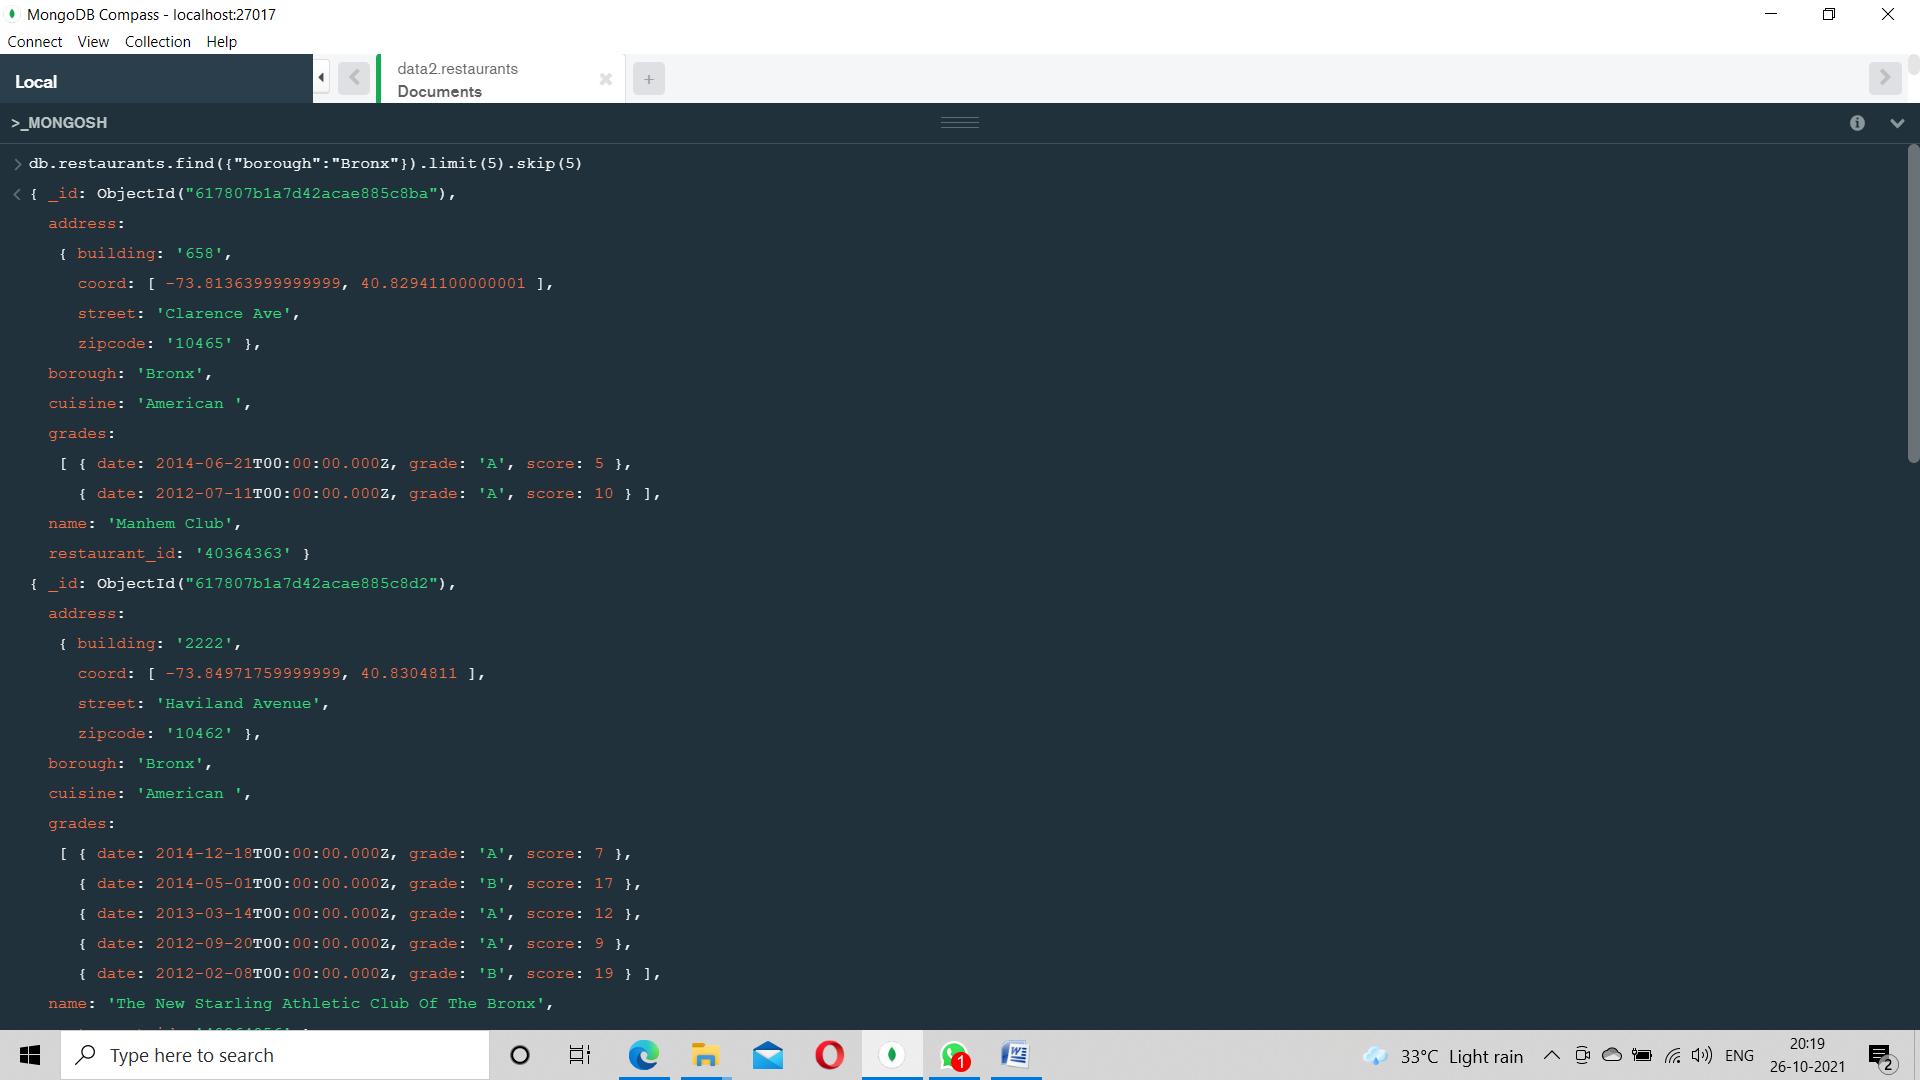 MongoDB Compass - localhost:27017
Connect View Collection Help
Local
data2.restaurants
Documents
+
>_MONGOSH
> db.restaurants.find({"borough":"Bronx"}).limit(5).skip(5)
< { _id: ObjectId("617807b1a7d42acae885c8ba"),
address:
{ building: '658',
coord: [ -73.81363999999999, 40.82941100000001 ],
street: 'Clarence Ave',
zipcode: '10465' },
borough: 'Bronx',
cuisine: 'American ',
grades:
[ { date: 2014-06-21T00:00:00.000Z, grade: 'A', score: 5 },
{ date: 2012-07-11T00:00:00.000Z, grade: 'A', score: 10 } ],
name: 'Manhem Club',
restaurant_id: '40364363' }
{ _id: ObjectId("617807b1a7d42acae885c8d2"),
address:
{ building: '2222',
coord: [ -73.84971759999999, 40.8304811 ],
street: 'Haviland Avenue',
zipcode: '10462' },
borough: 'Bronx',
cuisine: 'American ',
grades:
[ { date: 2014-12-18T00:00:00.000Z, grade: 'A', score: 7 },
{ date: 2014-05-01T00:00:00.000Z, grade: 'B', score: 17 },
{ date: 2013-03-14T00:00:00.000Z, grade: 'A', score: 12 },
{ date: 2012-09-20T00:00:00.000Z, grade: 'A', score: 9 },
{ date: 2012-02-08T00:00:00.000Z, grade: 'B', score: 19 } ],
name: 'The New Starling Athletic Club Of The Bronx',
Type here to search
1
33°C Light rain
ENG
20:19
26-10-2021
2